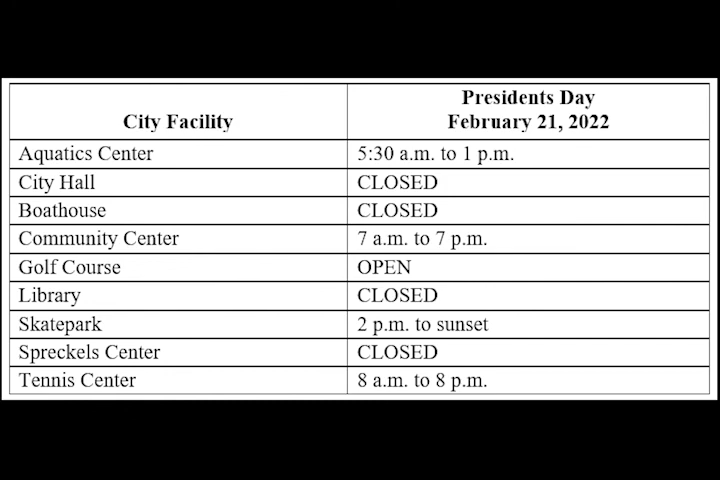 City Facility
Presidents Day
February 21, 2022
Aquatics Center 5:30 a.m. to 1 p.m.
City Hall CLOSED
Boathouse CLOSED
Community Center 7 a.m. to 7 p.m.
Golf Course OPEN
Library CLOSED
Skatepark 2 p.m. to sunset
Spreckels Center CLOSED
Tennis Center 8 a.m. to 8 p.m.